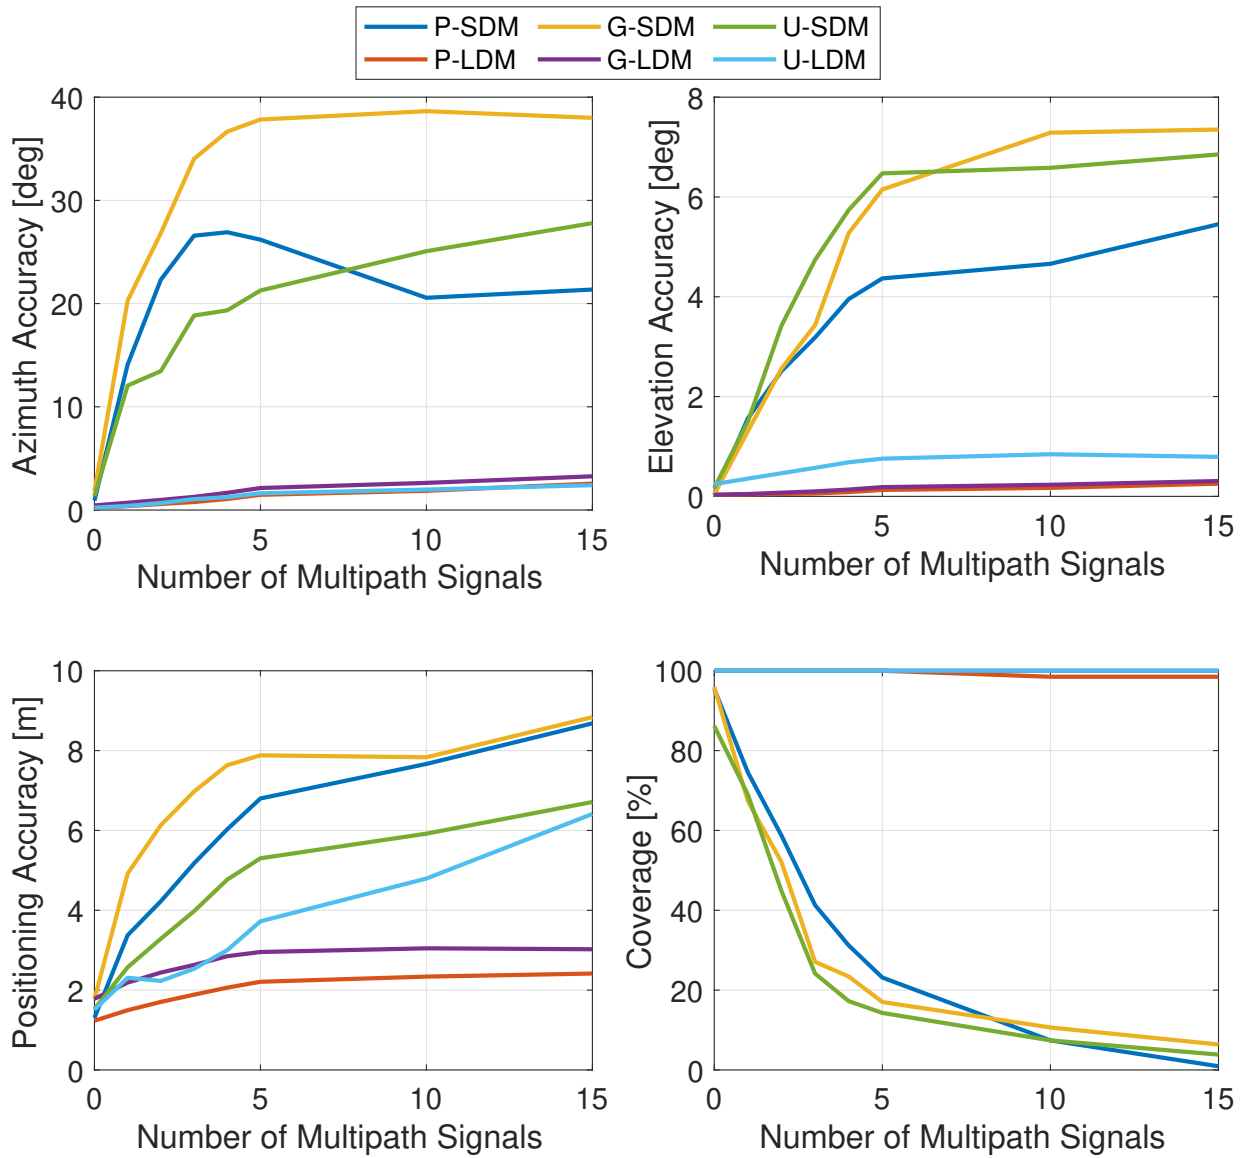 P-SDM G-SDM U-SDM
P-LDM G-LDM U-LDM
40
30
20
10
0
Azimuth Accuracy [deg]
0 5 10 15
Number of Multipath Signals
8
6
4
2
0
Elevation Accuracy [deg]
0 5 10 15
Number of Multipath Signals
10
8
6
4
2
0
Positioning Accuracy [m]
0 5 10 15
Number of Multipath Signals
100
80
60
40
20
0
Coverage [%]
0 5 10 15
Number of Multipath Signals